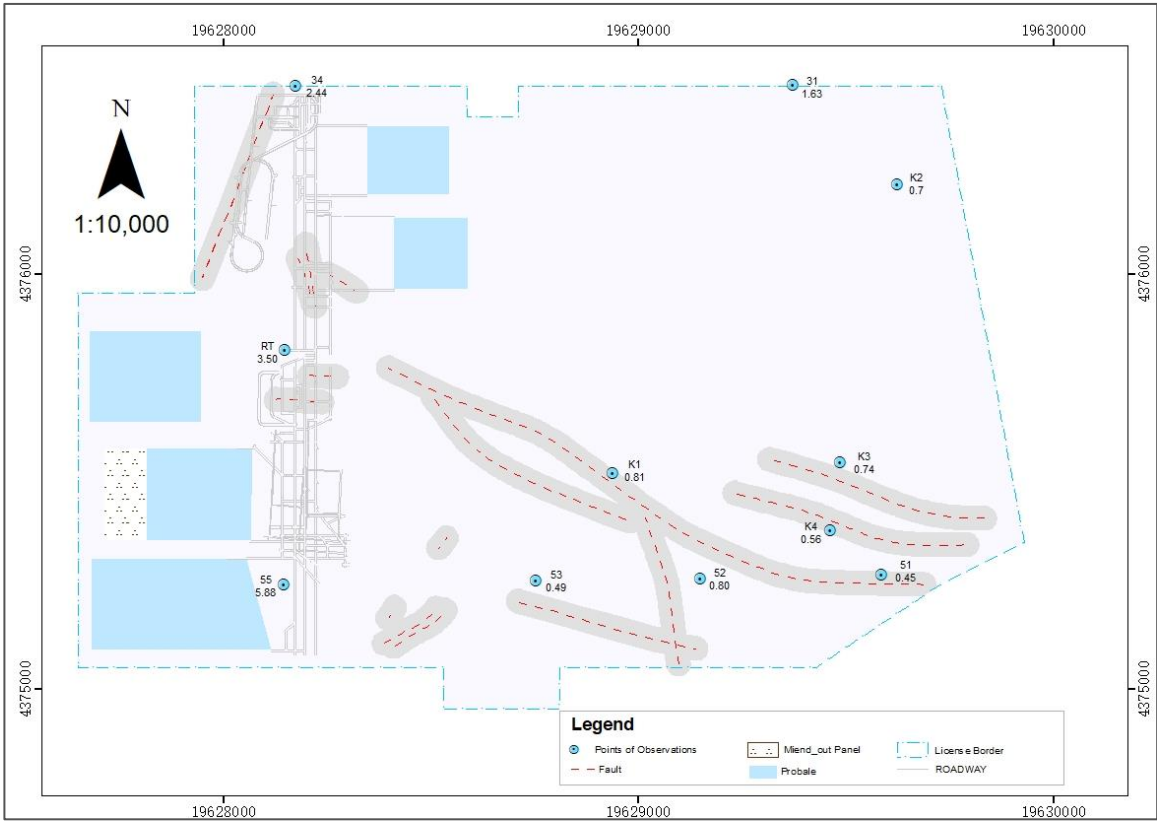 19628000 19629000 19630000
34
2.44
31
1.63
N
K2
0.7
1:10,000
4376000 4376000
RT
3.50
K1
0.81
K3
0.74
K4
0.56
55
5.88
53
0.49
52
0.80
51
0.45
4375000 4375000
Legend
Points of Observations Miend_out Panel License Border
Fault Probale ROADWAY
19628000 19629000 19630000